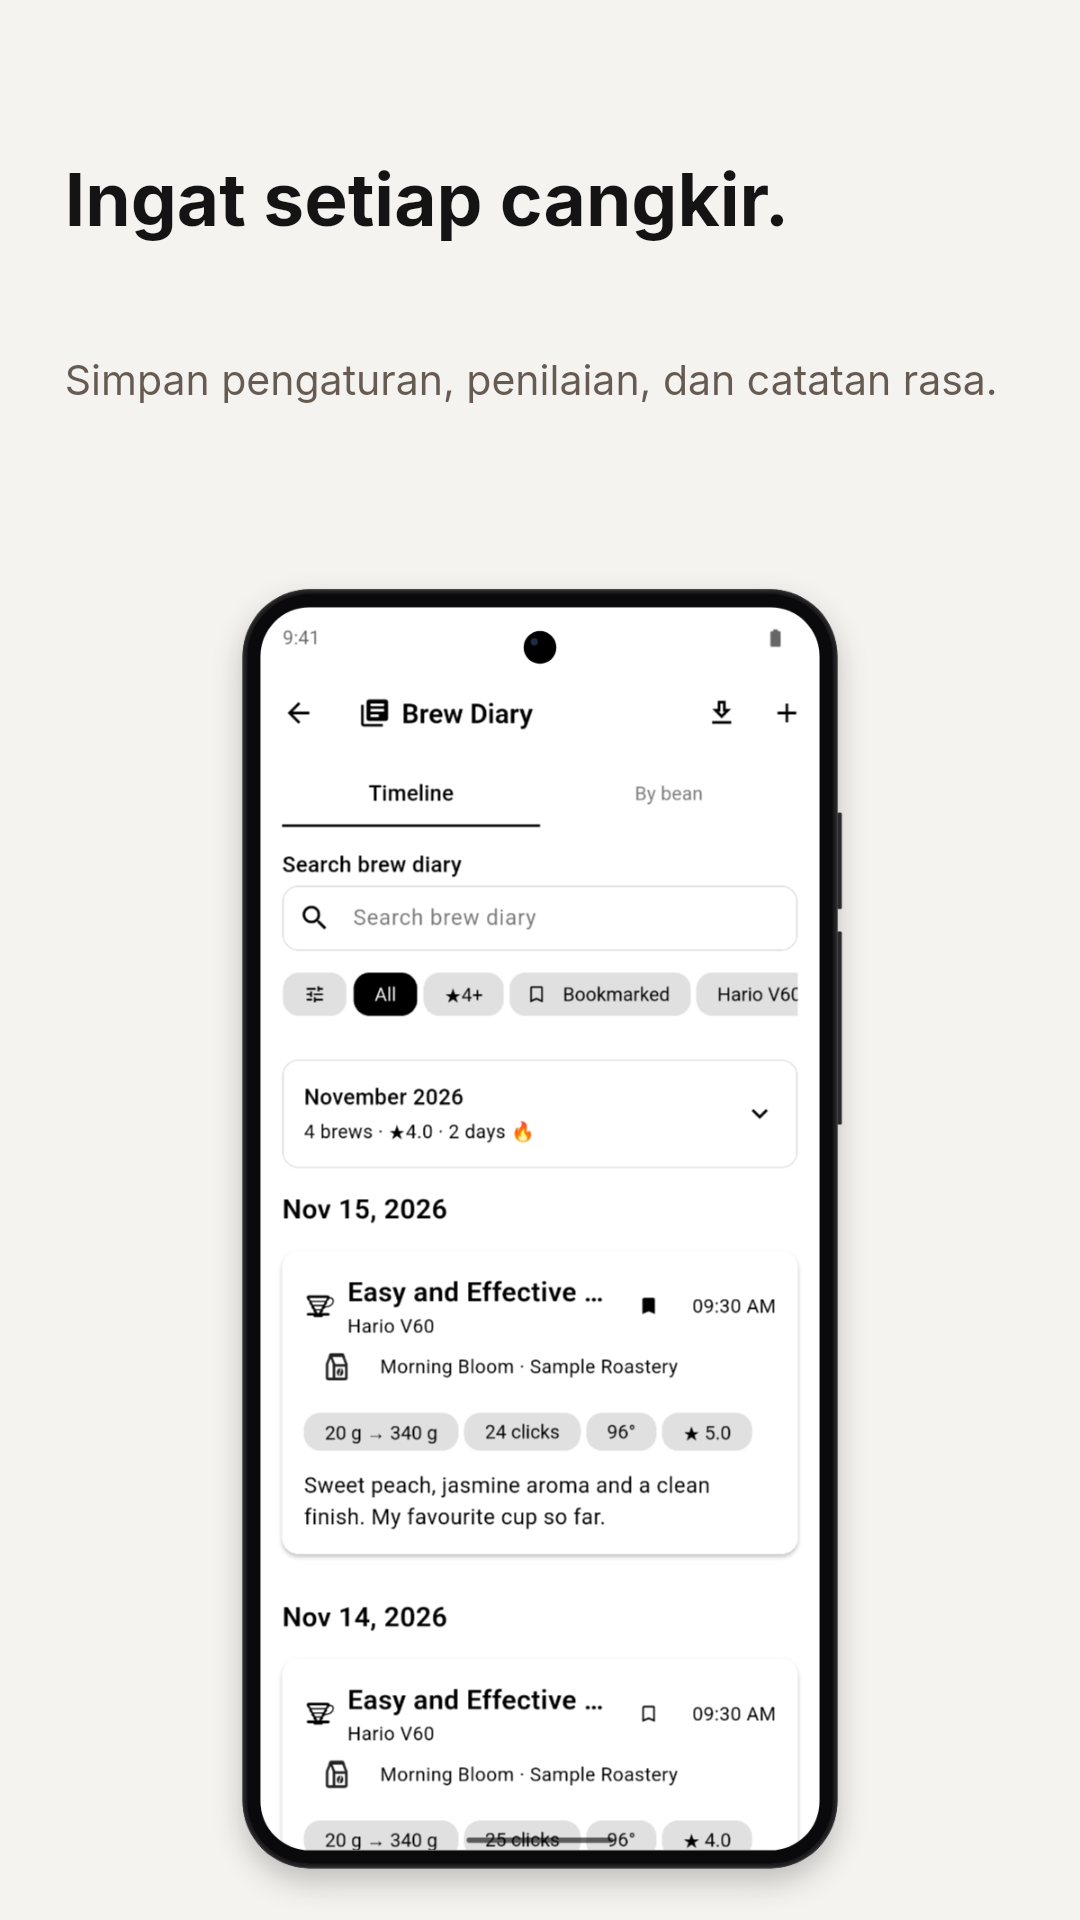 Ingat setiap cangkir.
Simpan pengaturan, penilaian, dan catatan rasa.
9:41
Brew Diary
Timeline
By bean
Search brew diary
Search brew diary
All
★4+
Bookmarked
Hario V60
November 2026
4 brews · ★4.0 · 2 days 🔥
Nov 15, 2026
Easy and Effective ...
09:30 AM
Hario V60
Morning Bloom · Sample Roastery
20 g → 340 g
24 clicks
96°
★ 5.0
Sweet peach, jasmine aroma and a clean
finish. My favourite cup so far.
Nov 14, 2026
Easy and Effective ...
09:30 AM
Hario V60
Morning Bloom · Sample Roastery
20 g → 340 g
25 clicks
96°
★ 4.0